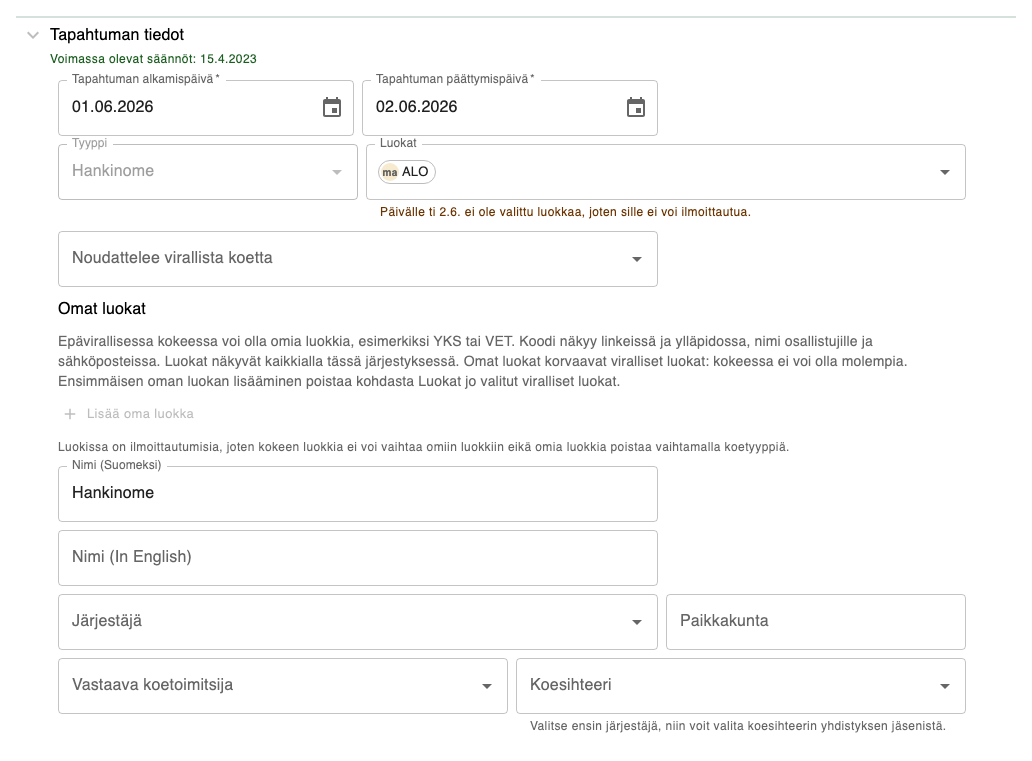 Tapahtuman tiedot
Voimassa olevat säännöt: 15.4.2023
Tapahtuman alkamispäivä *
Tapahtuman päättymispäivä *
01.06.2026
02.06.2026
Tyyppi
Luokat
Hankinome
ma ALO
Päivälle ti 2.6. ei ole valittu luokkaa, joten sille ei voi ilmoittautua.
Noudattelee virallista koetta
Omat luokat
Epävirallisessa kokeessa voi olla omia luokkia, esimerkiksi YKS tai VET. Koodi näkyy linkeissä ja ylläpidossa, nimi osallistujille ja
sähköposteissa. Luokat näkyvät kaikkialla tässä järjestyksessä. Omat luokat korvaavat viralliset luokat: kokeessa ei voi olla molempia.
Ensimmäisen oman luokan lisääminen poistaa kohdasta Luokat jo valitut viralliset luokat.
+ Lisää oma luokka
Luokissa on ilmoittautumisia, joten kokeen luokkia ei voi vaihtaa omiin luokkiin eikä omia luokkia poistaa vaihtamalla koetyyppiä.
Nimi (Suomeksi)
Hankinome
Nimi (In English)
Järjestäjä
Paikkakunta
Vastaava koetoimitsija
Koesihteeri
Valitse ensin järjestäjä, niin voit valita koesihteerin yhdistyksen jäsenistä.